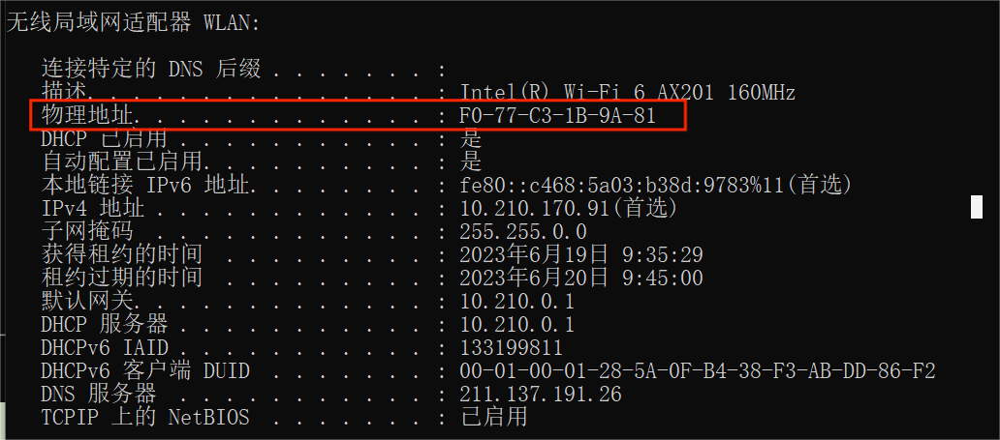 无线局域网适配器 WLAN:
连接特定的 DNS 后缀 . . . . . . . :
描述. . . . . . . . . . . . . . . : Intel(R) Wi-Fi 6 AX201 160MHz
物理地址. . . . . . . . . . . . . : F0-77-C3-1B-9A-81
DHCP 已启用 . . . . . . . . . . . : 是
自动配置已启用. . . . . . . . . . : 是
本地链接 IPv6 地址. . . . . . . . : fe80::c468:5a03:b38d:9783%11(首选)
IPv4 地址 . . . . . . . . . . . . : 10.210.170.91(首选)
子网掩码  . . . . . . . . . . . . : 255.255.0.0
获得租约的时间  . . . . . . . . . : 2023年6月19日 9:35:29
租约过期的时间  . . . . . . . . . : 2023年6月20日 9:45:00
默认网关. . . . . . . . . . . . . : 10.210.0.1
DHCP 服务器 . . . . . . . . . . . : 10.210.0.1
DHCPv6 IAID . . . . . . . . . . . : 133199811
DHCPv6 客户端 DUID  . . . . . . . : 00-01-00-01-28-5A-0F-B4-38-F3-AB-DD-86-F2
DNS 服务器  . . . . . . . . . . . : 211.137.191.26
TCPIP 上的 NetBIOS  . . . . . . . : 已启用